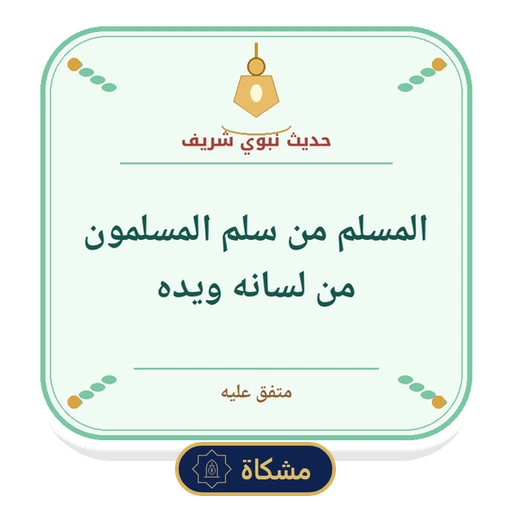 حديث نبوي شريف
المسلم من سلم المسلمون
من لسانه ويده
متفق عليه
مشكاة